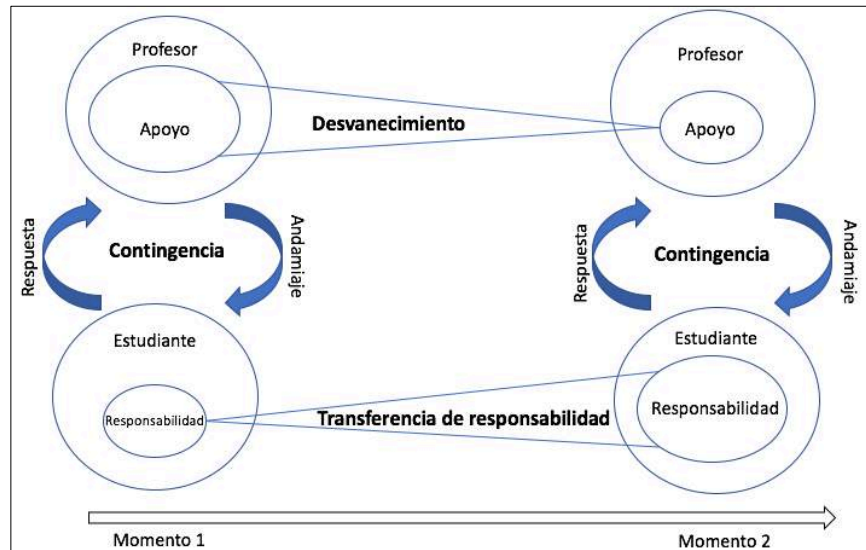 Profesor
Profesor
Apoyo
Desvanecimiento
Apoyo
Respuesta
Contingencia
Andamiaje
Respuesta
Contingencia
Andamiaje
Estudiante
Estudiante
Responsabilidad
Transferencia de responsabilidad
Responsabilidad
Momento 1
Momento 2